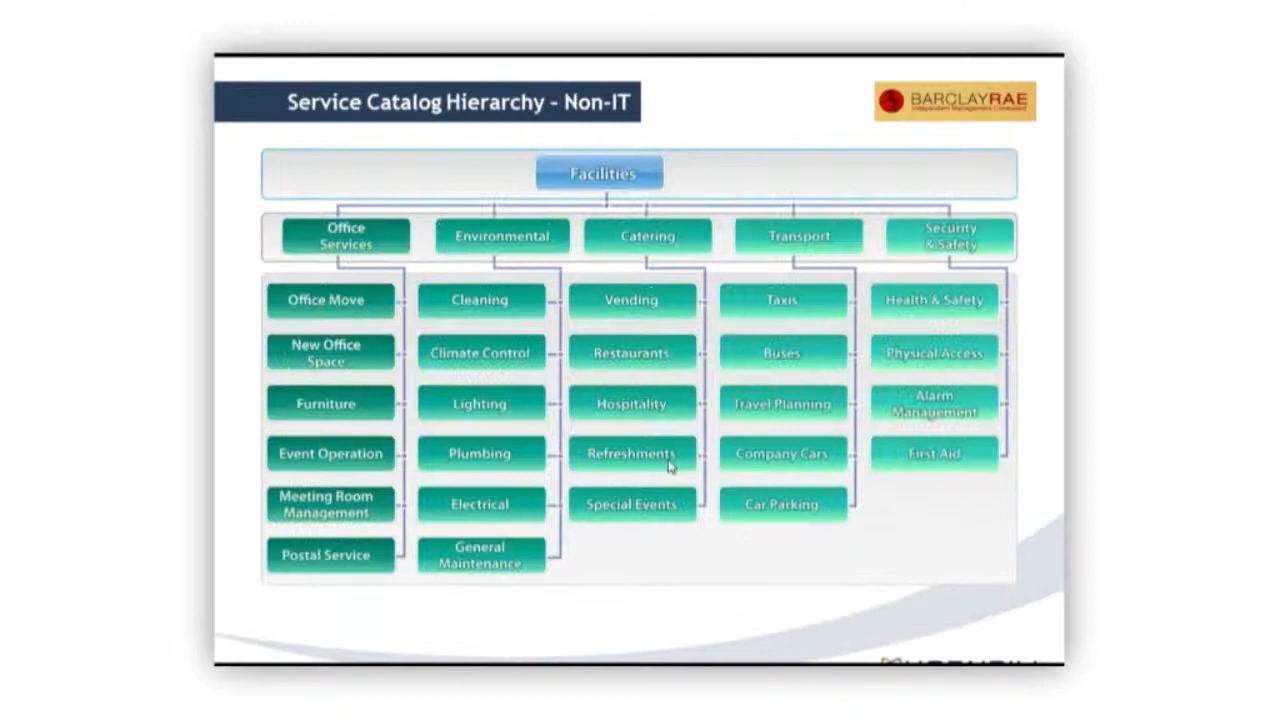 Service Catalog Hierarchy - Non-IT
BARCLAYRAE
Independent Management Consultant
Facilities
Office
Services
Environmental
Catering
Transport
Security
& Safety
Office Move
Cleaning
Vending
Taxis
Health & Safety
New Office
Space
Climate Control
Restaurants
Buses
Physical Access
Furniture
Lighting
Hospitality
Travel Planning
Alarm
Management
Event Operation
Plumbing
Refreshments
Company Cars
First Aid
Meeting Room
Management
Electrical
Special Events
Car Parking
Postal Service
General
Maintenance